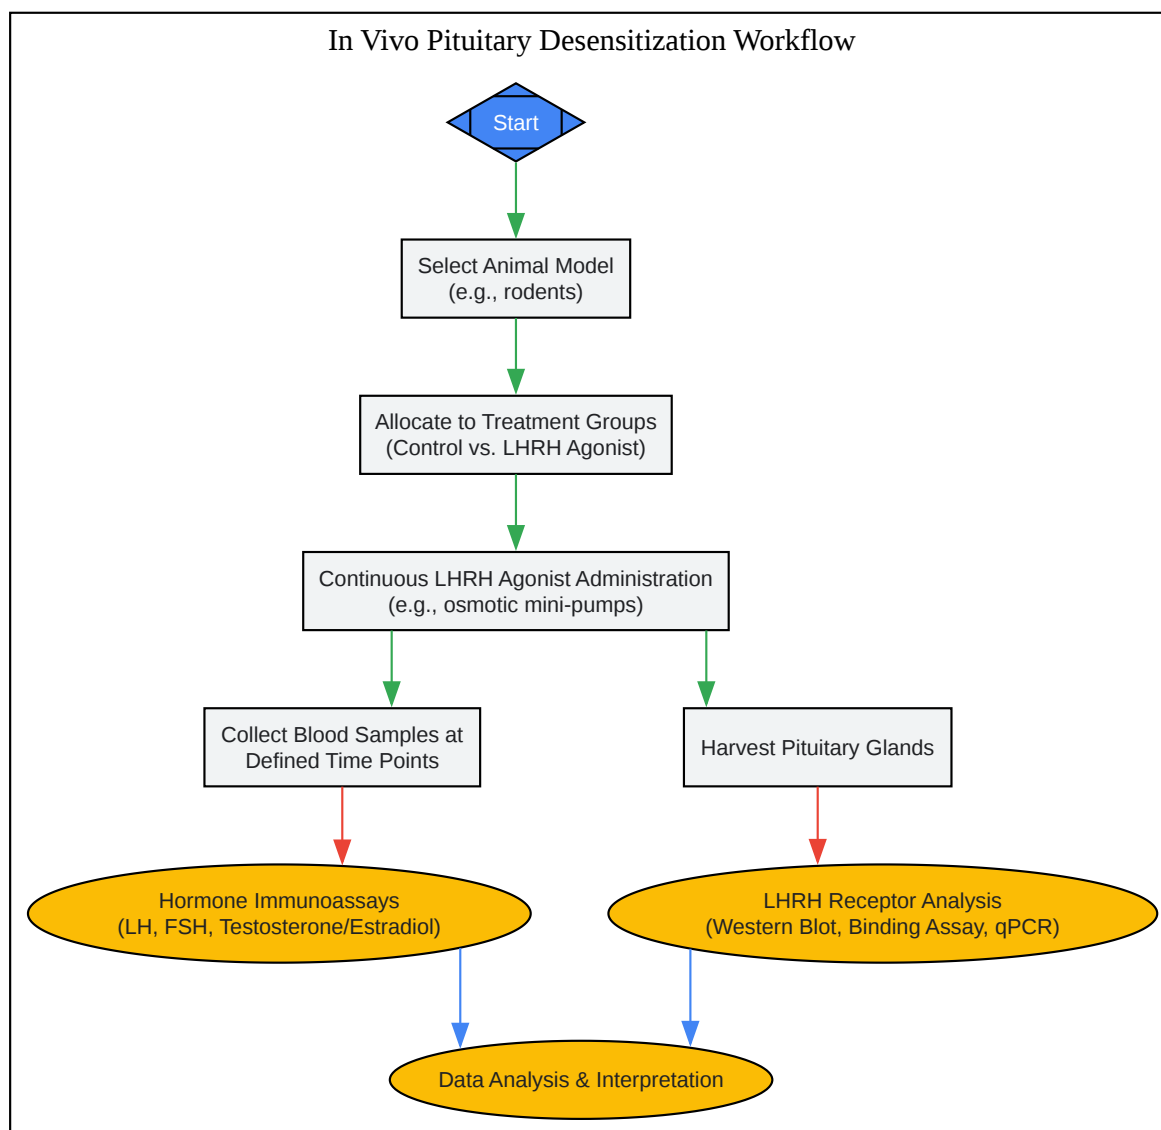 In Vivo Pituitary Desensitization Workflow
Start
Select Animal Model
(e.g., rodents)
Allocate to Treatment Groups
(Control vs. LHRH Agonist)
Continuous LHRH Agonist Administration
(e.g., osmotic mini-pumps)
Collect Blood Samples at
Defined Time Points
Harvest Pituitary Glands
Hormone Immunoassays
(LH, FSH, Testosterone/Estradiol)
LHRH Receptor Analysis
(Western Blot, Binding Assay, qPCR)
Data Analysis & Interpretation